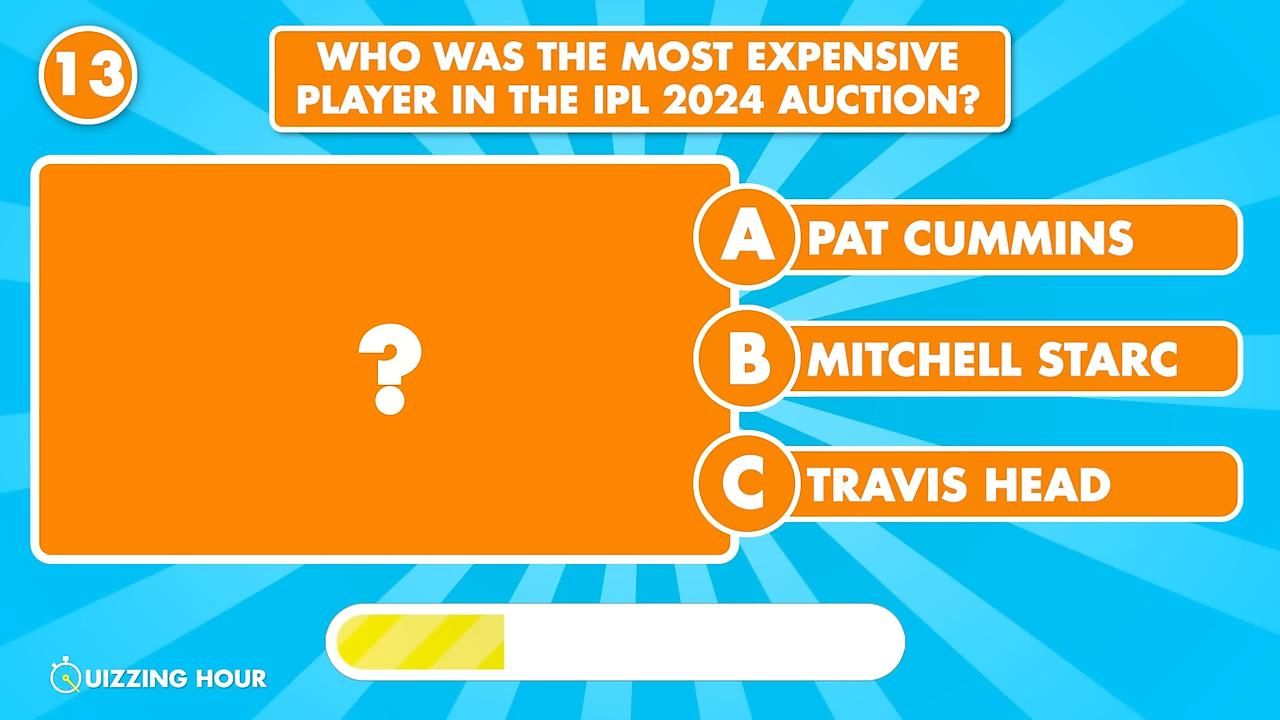 13
WHO WAS THE MOST EXPENSIVE
PLAYER IN THE IPL 2024 AUCTION?
?
A PAT CUMMINS
B MITCHELL STARC
C TRAVIS HEAD
QUIZZING HOUR